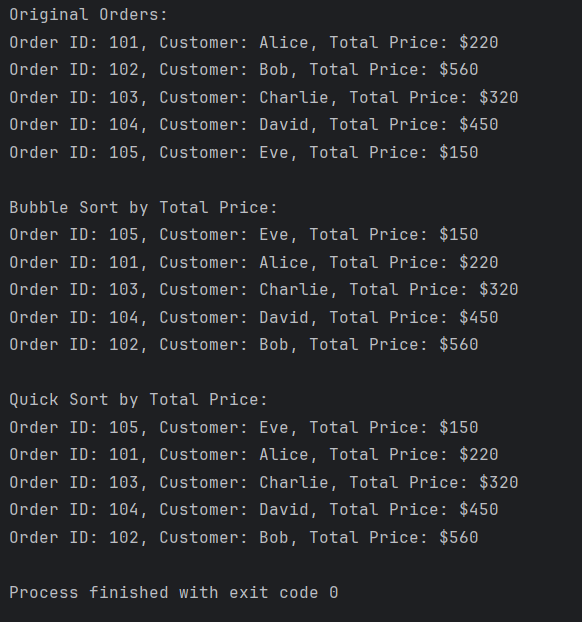 Original Orders:
Order ID: 101, Customer: Alice, Total Price: $220
Order ID: 102, Customer: Bob, Total Price: $560
Order ID: 103, Customer: Charlie, Total Price: $320
Order ID: 104, Customer: David, Total Price: $450
Order ID: 105, Customer: Eve, Total Price: $150

Bubble Sort by Total Price:
Order ID: 105, Customer: Eve, Total Price: $150
Order ID: 101, Customer: Alice, Total Price: $220
Order ID: 103, Customer: Charlie, Total Price: $320
Order ID: 104, Customer: David, Total Price: $450
Order ID: 102, Customer: Bob, Total Price: $560

Quick Sort by Total Price:
Order ID: 105, Customer: Eve, Total Price: $150
Order ID: 101, Customer: Alice, Total Price: $220
Order ID: 103, Customer: Charlie, Total Price: $320
Order ID: 104, Customer: David, Total Price: $450
Order ID: 102, Customer: Bob, Total Price: $560

Process finished with exit code 0